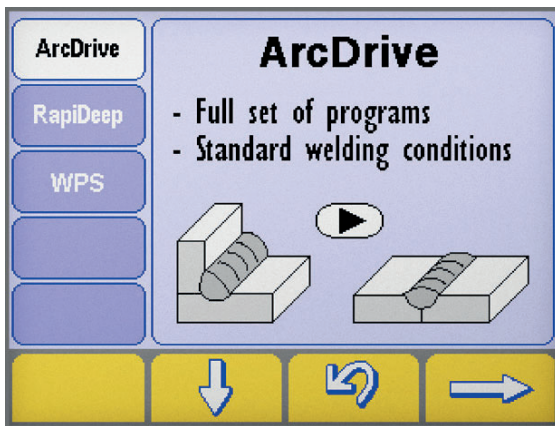 ArcDrive
RapiDeep
WPS
ArcDrive
- Full set of programs
- Standard welding conditions